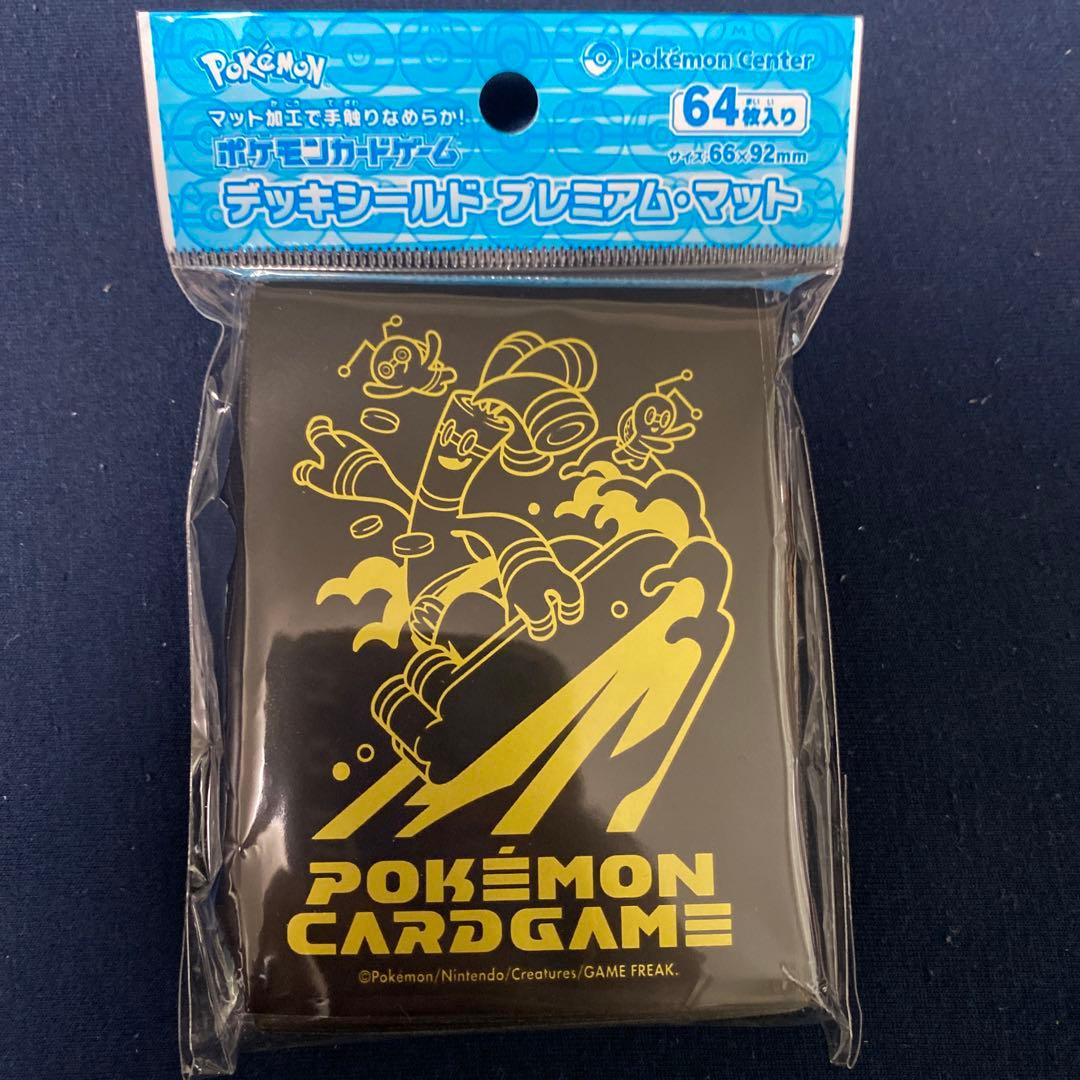 POKÉMON
Pokémon Center
マット加工で手触りなめらか!
64枚入り
ポケモンカードゲーム
サイズ:66×92mm
デッキシールド プレミアム・マット
POKÉMON
CARDGAME
©Pokémon/Nintendo/Creatures/GAME FREAK.